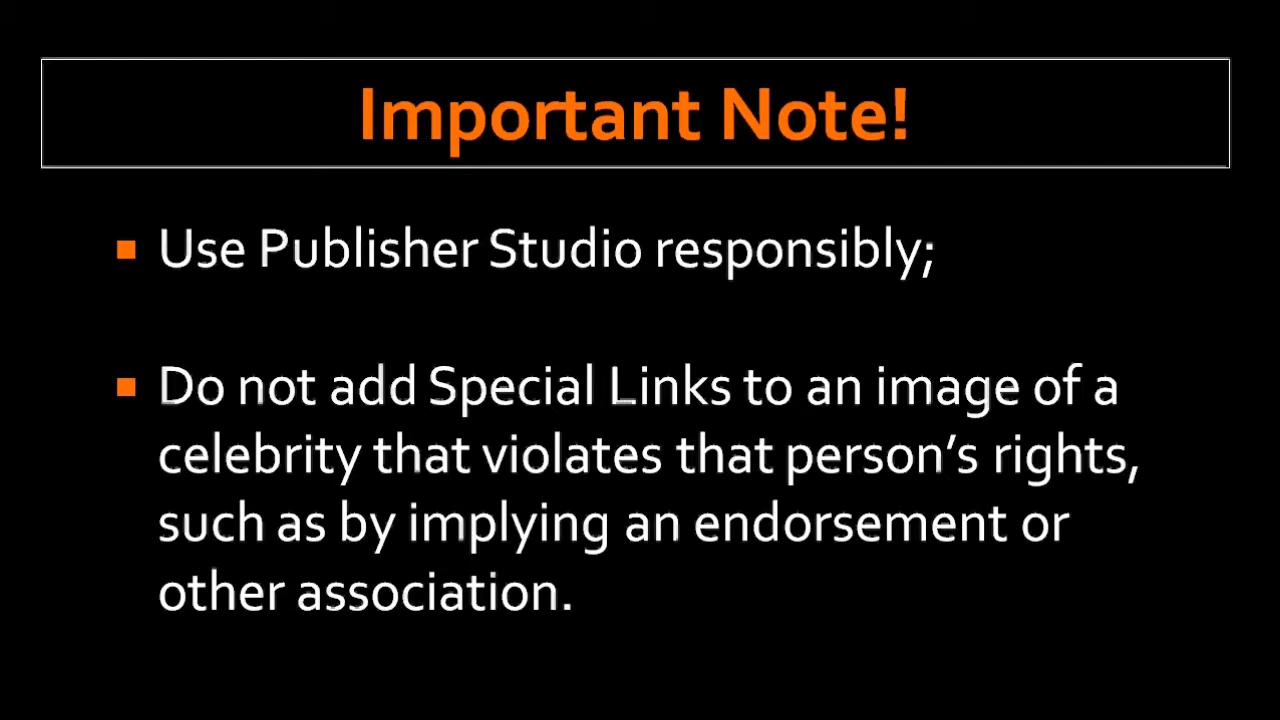 Important Note!
Use Publisher Studio responsibly;
Do not add Special Links to an image of a
celebrity that violates that person’s rights,
such as by implying an endorsement or
other association.